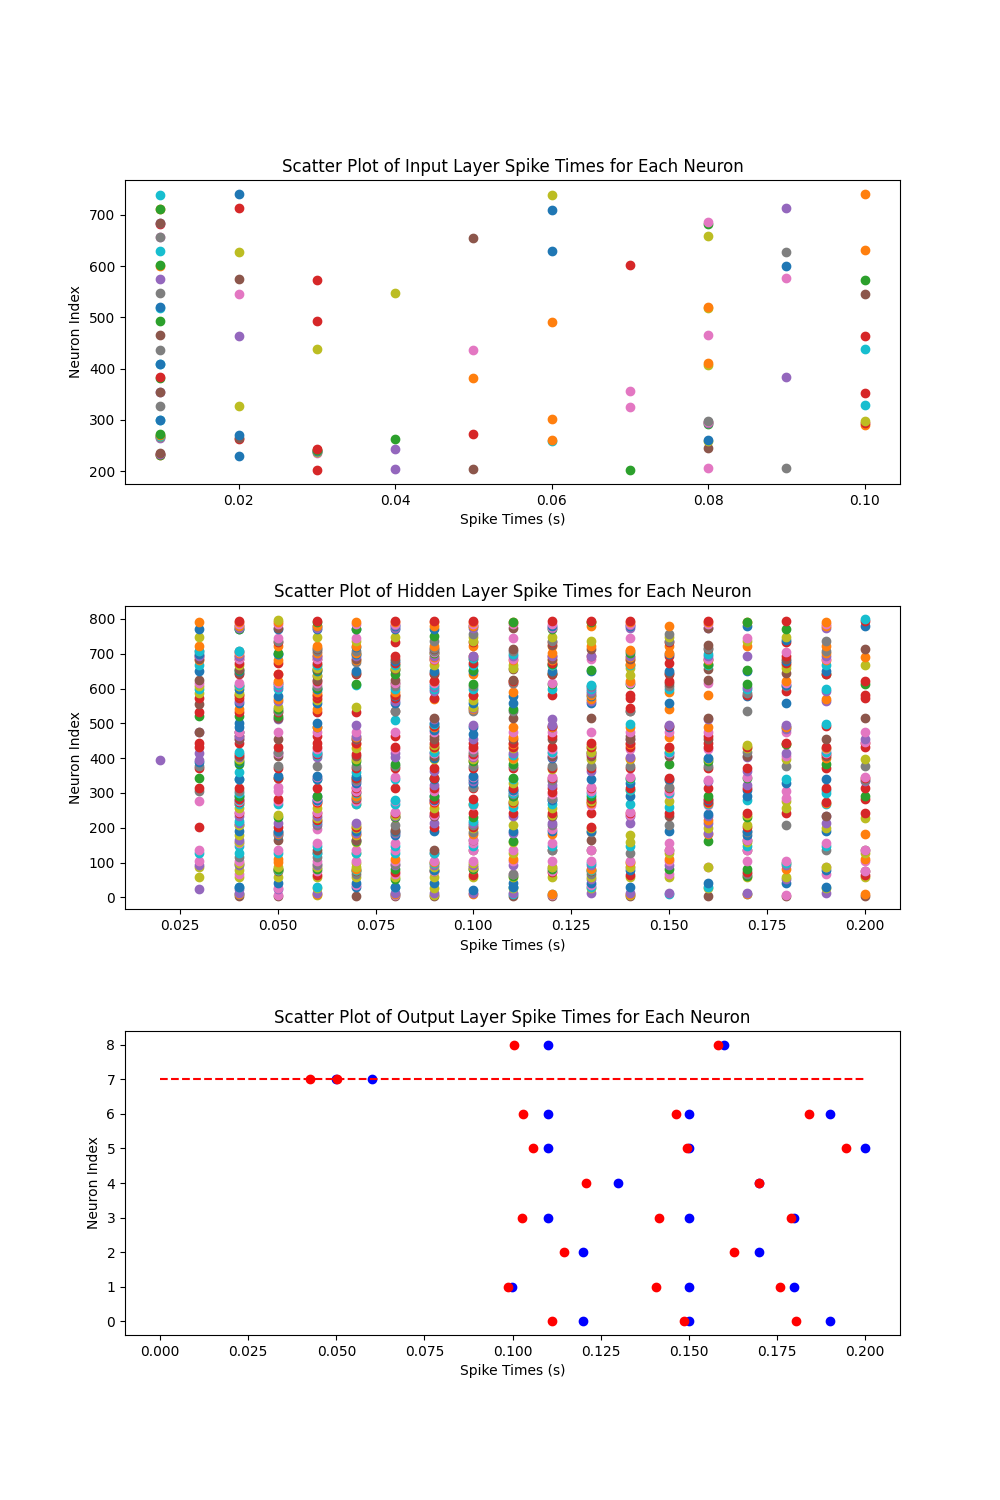 Scatter Plot of Input Layer Spike Times for Each Neuron
Neuron Index
700
600
500
400
300
200
0.02 0.04 0.06 0.08 0.10
Spike Times (s)
Scatter Plot of Hidden Layer Spike Times for Each Neuron
Neuron Index
800
700
600
500
400
300
200
100
0
0.025 0.050 0.075 0.100 0.125 0.150 0.175 0.200
Spike Times (s)
Scatter Plot of Output Layer Spike Times for Each Neuron
Neuron Index
8
7
6
5
4
3
2
1
0
0.000 0.025 0.050 0.075 0.100 0.125 0.150 0.175 0.200
Spike Times (s)